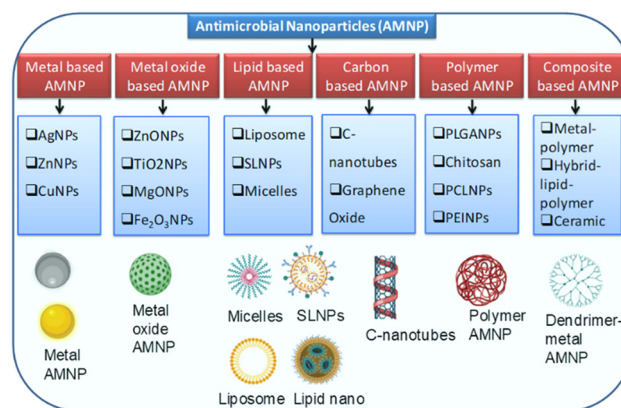 Antimicrobial Nanoparticles (AMNP)
Metal based
AMNP
Metal oxide
based AMNP
Lipid based
AMNP
Carbon
based AMNP
Polymer
based AMNP
Composite
based AMNP
❑AgNPs
❑ZnNPs
❑CuNPs
❑ZnONPs
❑TiO2NPs
❑MgONPs
❑Fe₂O₃NPs
❑Liposome
❑SLNPs
❑Micelles
❑C-
nanotubes
❑Graphene
Oxide
❑PLGANPs
❑Chitosan
❑PCLNPs
❑PEINPs
❑Metal-
polymer
❑Hybrid-
lipid-
polymer
❑Ceramic
Metal
AMNP
Metal
oxide
AMNP
Micelles
SLNPs
Liposome
Lipid nano
C-nanotubes
Polymer
AMNP
Dendrimer-
metal
AMNP